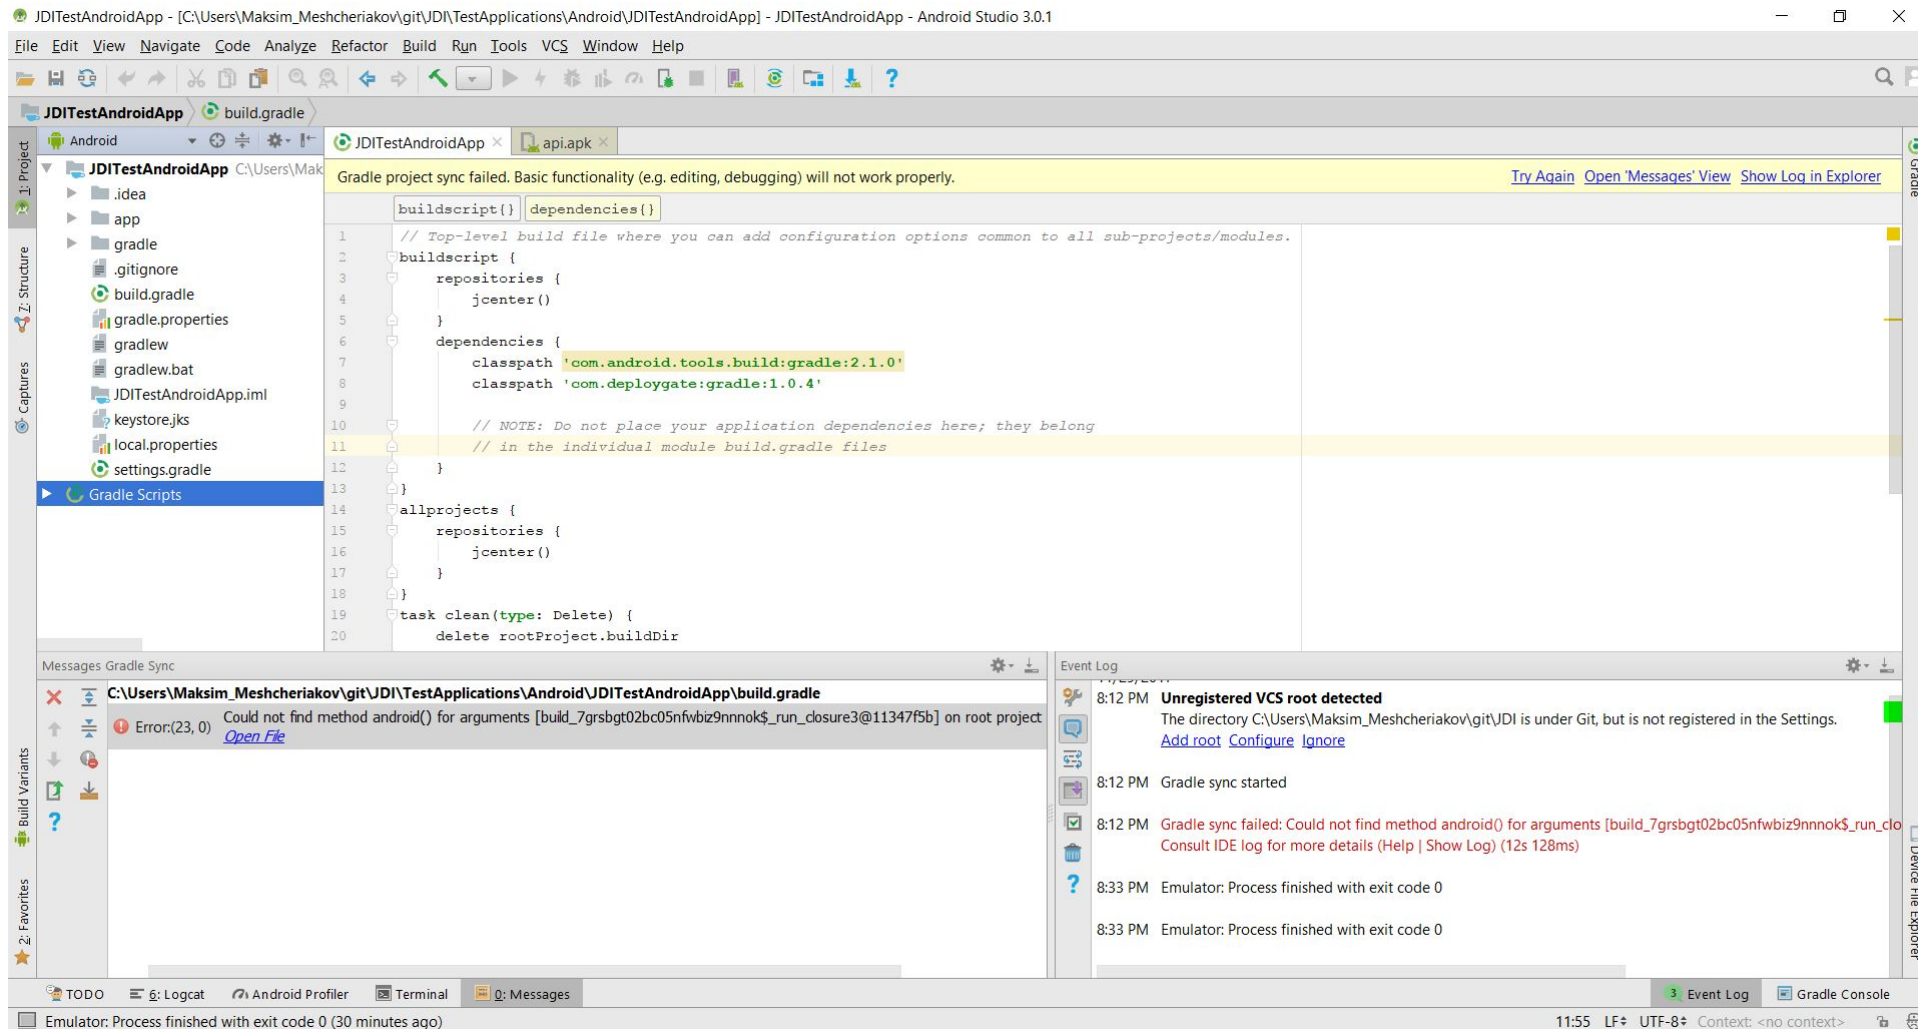 JDITestAndroidApp - [C:\Users\Maksim_Meshcheriakov\git\JDI\TestApplications\Android\JDITestAndroidApp] - JDITestAndroidApp - Android Studio 3.0.1
File Edit View Navigate Code Analyze Refactor Build Run Tools VCS Window Help
JDITestAndroidApp build.gradle
1: Project
Z: Structure
Captures
Build Variants
2: Favorites
Android
JDITestAndroidApp C:\Users\Mak
.idea
app
gradle
.gitignore
build.gradle
gradle.properties
gradlew
gradlew.bat
JDITestAndroidApp.iml
keystore.jks
local.properties
settings.gradle
Gradle Scripts
JDITestAndroidApp api.apk
Gradle project sync failed. Basic functionality (e.g. editing, debugging) will not work properly. Try Again Open 'Messages' View Show Log in Explorer
buildscript{} dependencies{}
1 // Top-level build file where you can add configuration options common to all sub-projects/modules.
2 buildscript {
3 repositories {
4 jcenter()
5 }
6 dependencies {
7 classpath 'com.android.tools.build:gradle:2.1.0'
8 classpath 'com.deploygate:gradle:1.0.4'
9
10 // NOTE: Do not place your application dependencies here; they belong
11 // in the individual module build.gradle files
12 }
13 }
14 allprojects {
15 repositories {
16 jcenter()
17 }
18 }
19 task clean(type: Delete) {
20 delete rootProject.buildDir
Gradle
Device File Explorer
Messages Gradle Sync
C:\Users\Maksim_Meshcheriakov\git\JDI\TestApplications\Android\JDITestAndroidApp\build.gradle
Error:(23, 0) Could not find method android() for arguments [build_7grsbgt02bc05nfwbiz9nnnok$_run_closure3@11347f5b] on root project
Open File
Event Log
8:12 PM Unregistered VCS root detected
The directory C:\Users\Maksim_Meshcheriakov\git\JDI is under Git, but is not registered in the Settings.
Add root Configure Ignore
8:12 PM Gradle sync started
8:12 PM Gradle sync failed: Could not find method android() for arguments [build_7grsbgt02bc05nfwbiz9nnnok$_run_clo
Consult IDE log for more details (Help | Show Log) (12s 128ms)
8:33 PM Emulator: Process finished with exit code 0
8:33 PM Emulator: Process finished with exit code 0
TODO 6: Logcat Android Profiler Terminal 0: Messages 3 Event Log Gradle Console
Emulator: Process finished with exit code 0 (30 minutes ago) 11:55 LF UTF-8 Context: <no context>